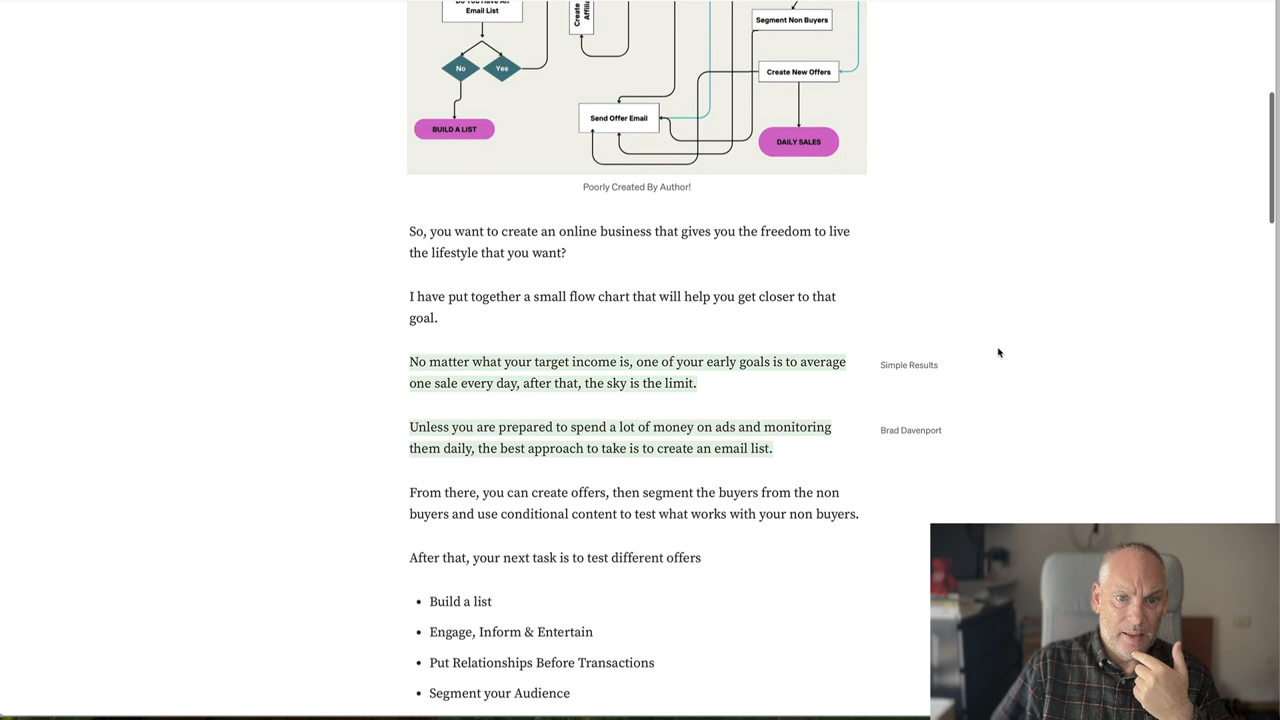 Email List
Create
Affilia
Segment Non Buyers
No
Yes
Create New Offers
Send Offer Email
BUILD A LIST
DAILY SALES
Poorly Created By Author!
So, you want to create an online business that gives you the freedom to live
the lifestyle that you want?
I have put together a small flow chart that will help you get closer to that
goal.
No matter what your target income is, one of your early goals is to average
one sale every day, after that, the sky is the limit.
Simple Results
Unless you are prepared to spend a lot of money on ads and monitoring
them daily, the best approach to take is to create an email list.
Brad Davenport
From there, you can create offers, then segment the buyers from the non
buyers and use conditional content to test what works with your non buyers.
After that, your next task is to test different offers
• Build a list
• Engage, Inform & Entertain
• Put Relationships Before Transactions
• Segment your Audience